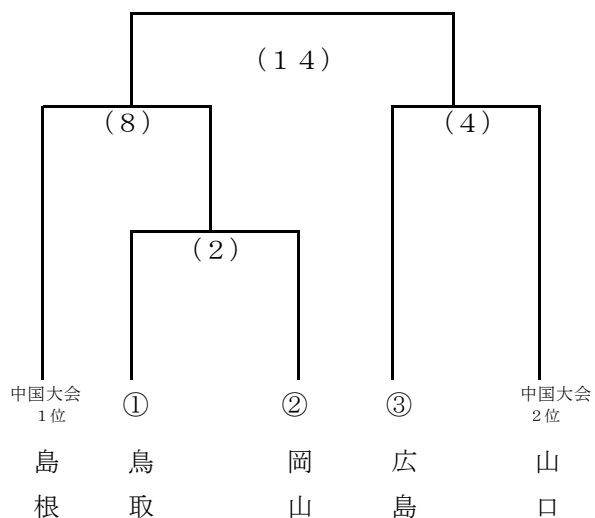 （１４）
（８）
（４）
（２）
中国大会
１位
①
②
③
中国大会
２位
島根
鳥取
岡山
広島
山口